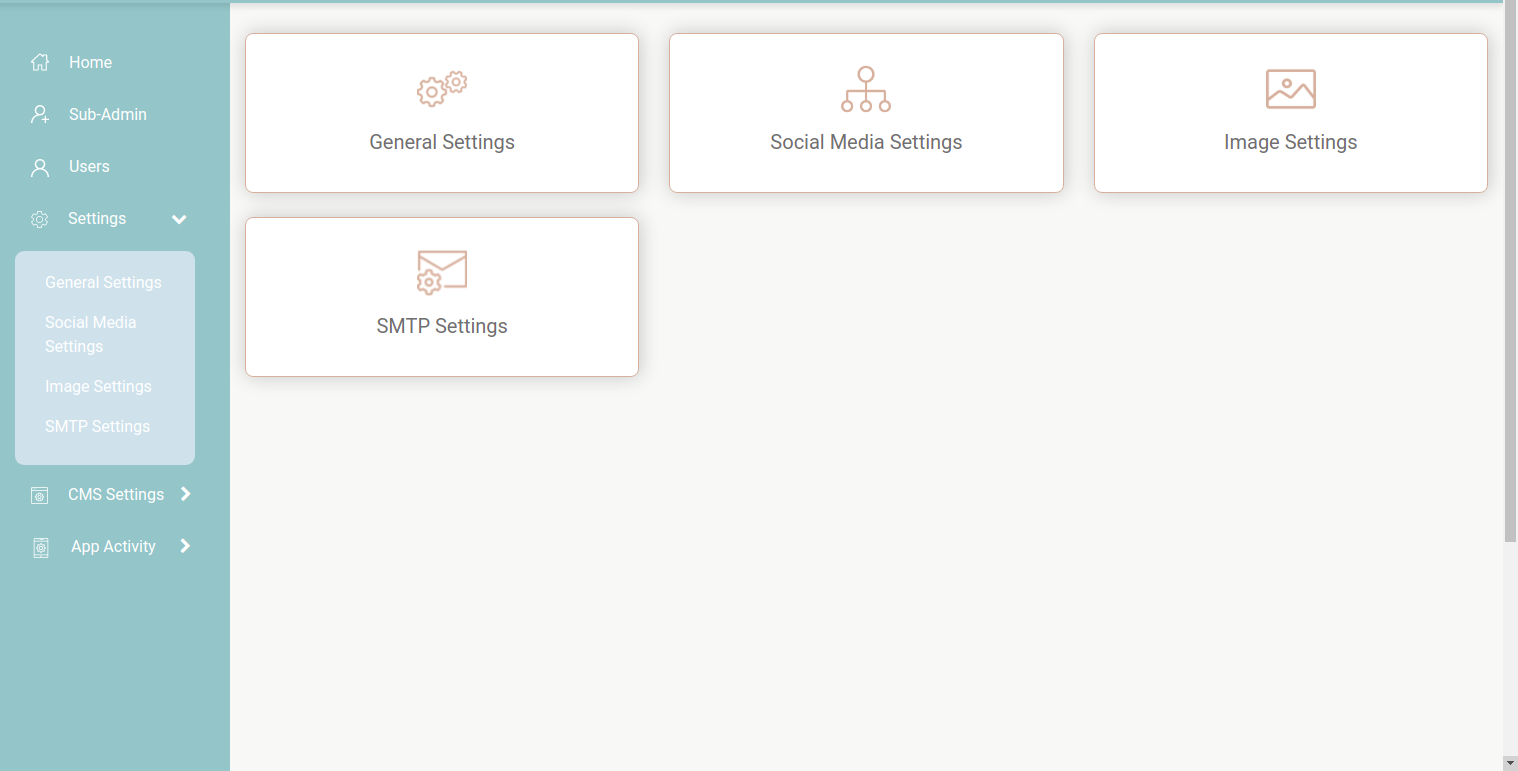 Home
Sub-Admin
Users
Settings
General Settings
Social Media
Settings
Image Settings
SMTP Settings
CMS Settings
App Activity
General Settings
Social Media Settings
Image Settings
SMTP Settings